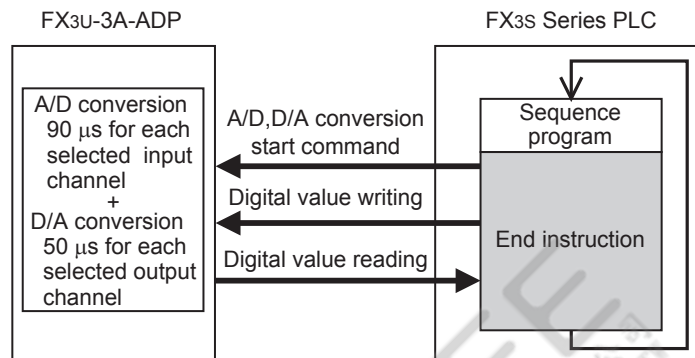 FX3U-3A-ADP
FX3S Series PLC
A/D conversion
90 μs for each
selected input
channel
+
D/A conversion
50 μs for each
selected output
channel
A/D,D/A conversion
start command
Digital value writing
Digital value reading
Sequence
program
End instruction